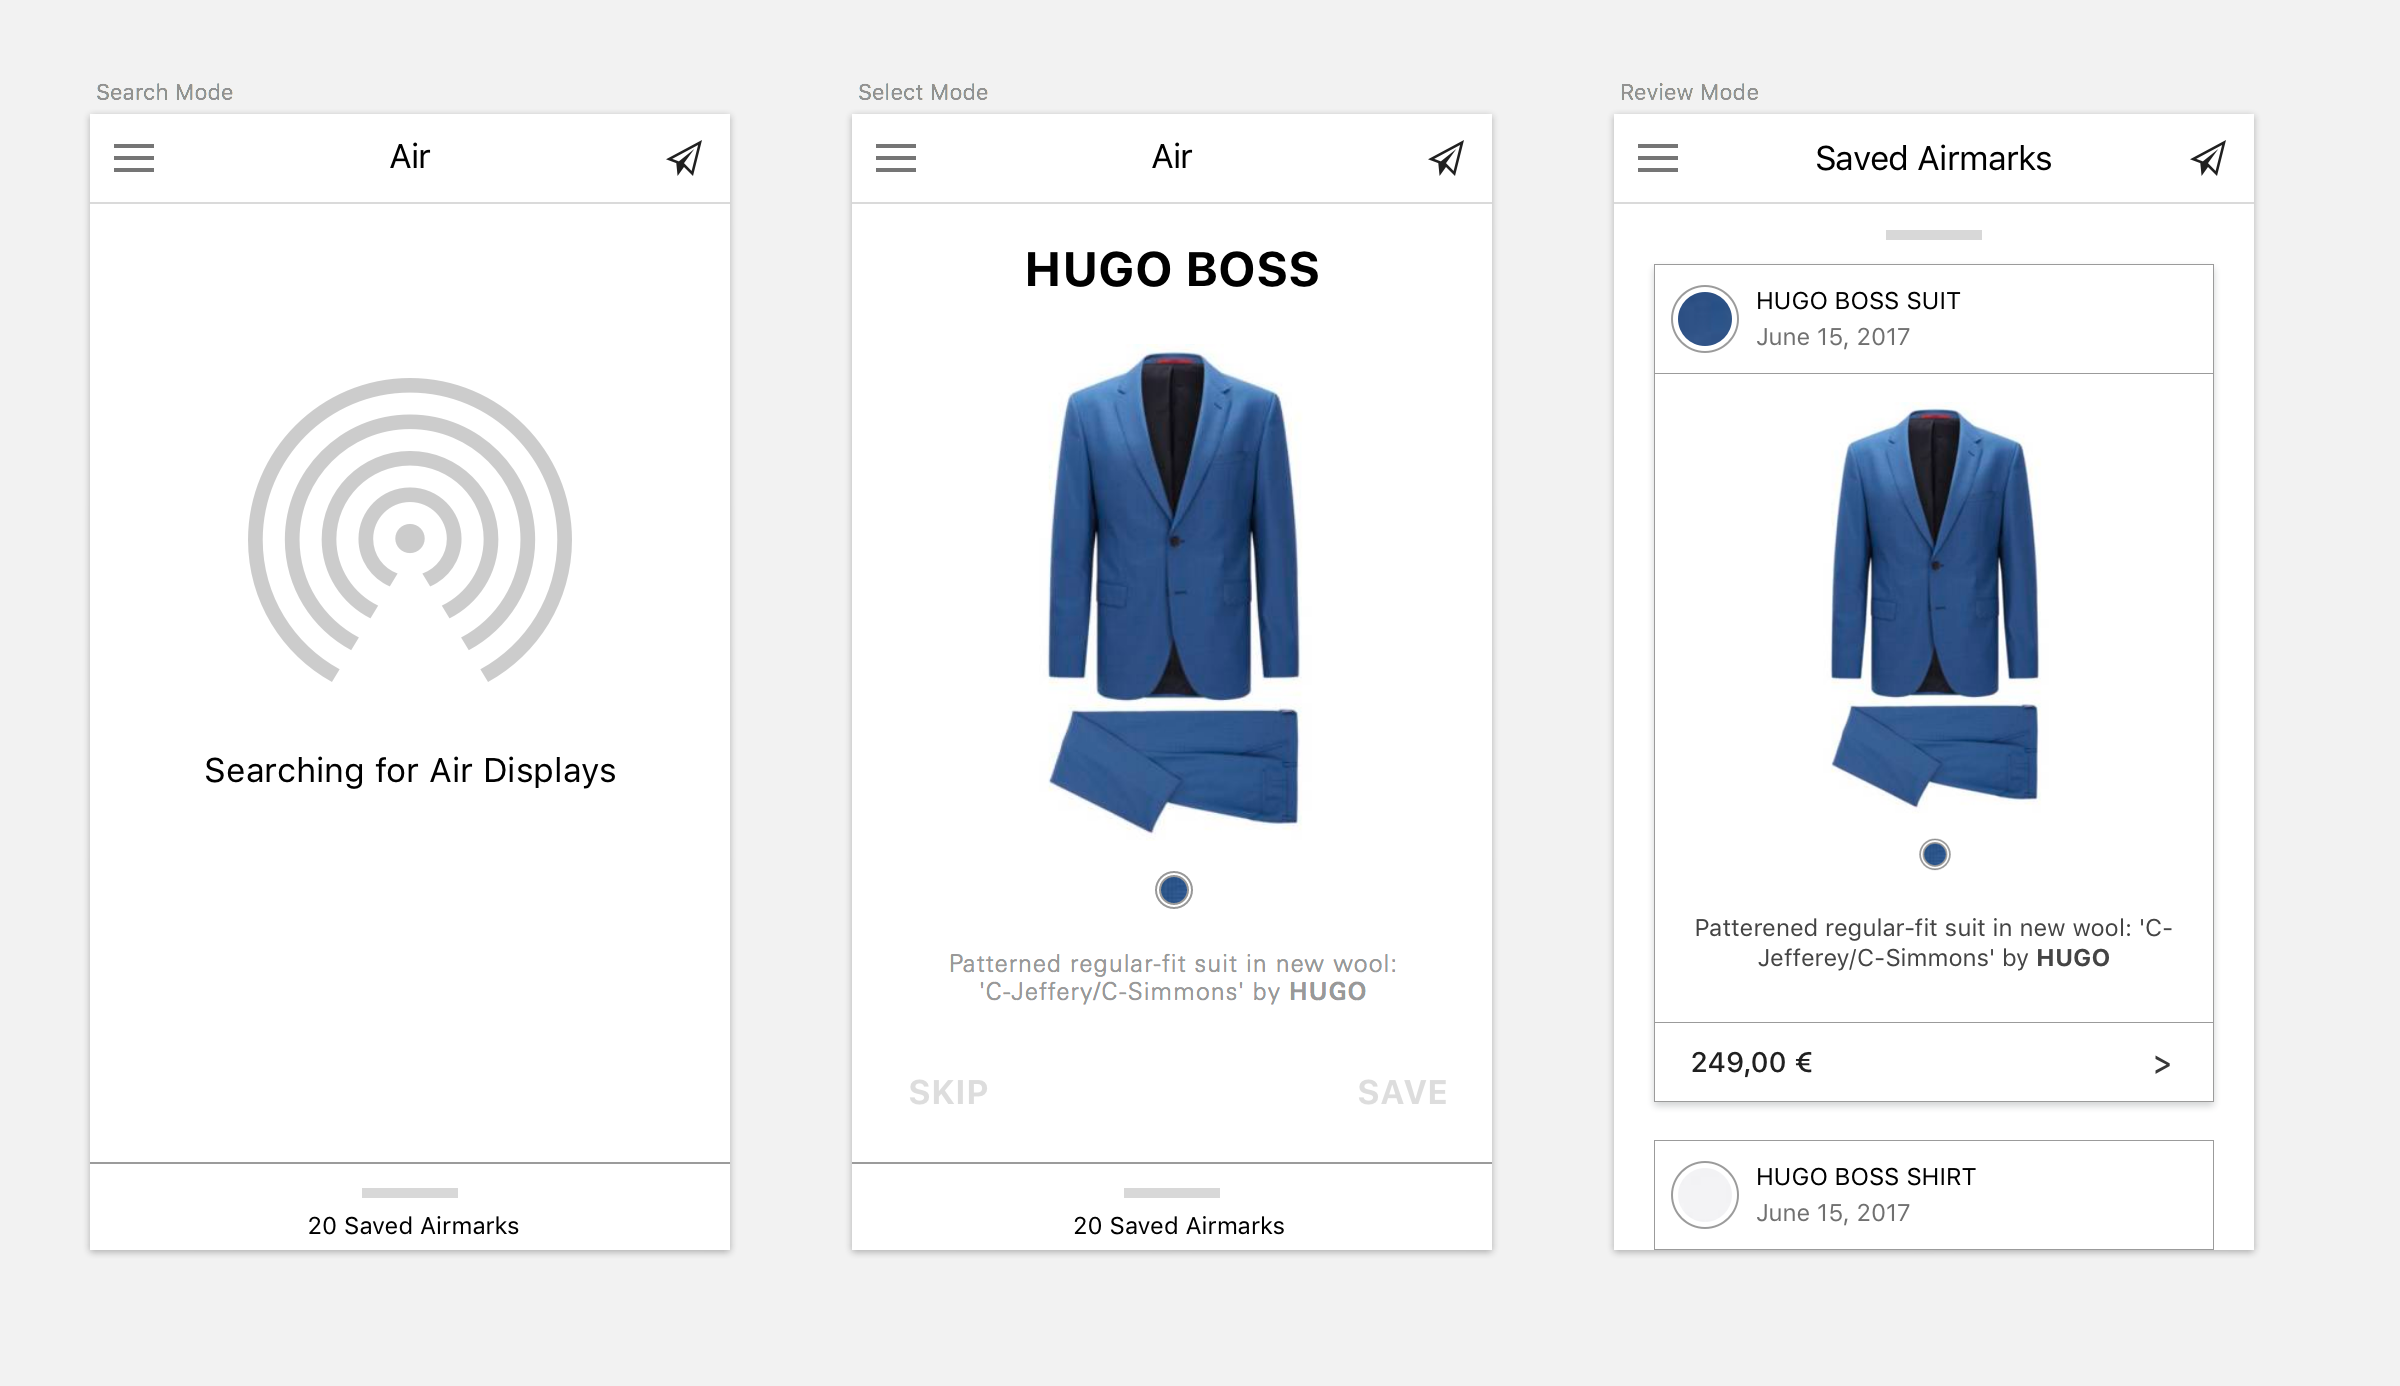 Search Mode
Air
Searching for Air Displays
20 Saved Airmarks
Select Mode
Air
HUGO BOSS
Patterned regular-fit suit in new wool:
'C-Jeffery/C-Simmons' by HUGO
SKIP
SAVE
20 Saved Airmarks
Review Mode
Saved Airmarks
HUGO BOSS SUIT
June 15, 2017
Patterened regular-fit suit in new wool: 'C-
Jefferey/C-Simmons' by HUGO
249,00 €
>
HUGO BOSS SHIRT
June 15, 2017